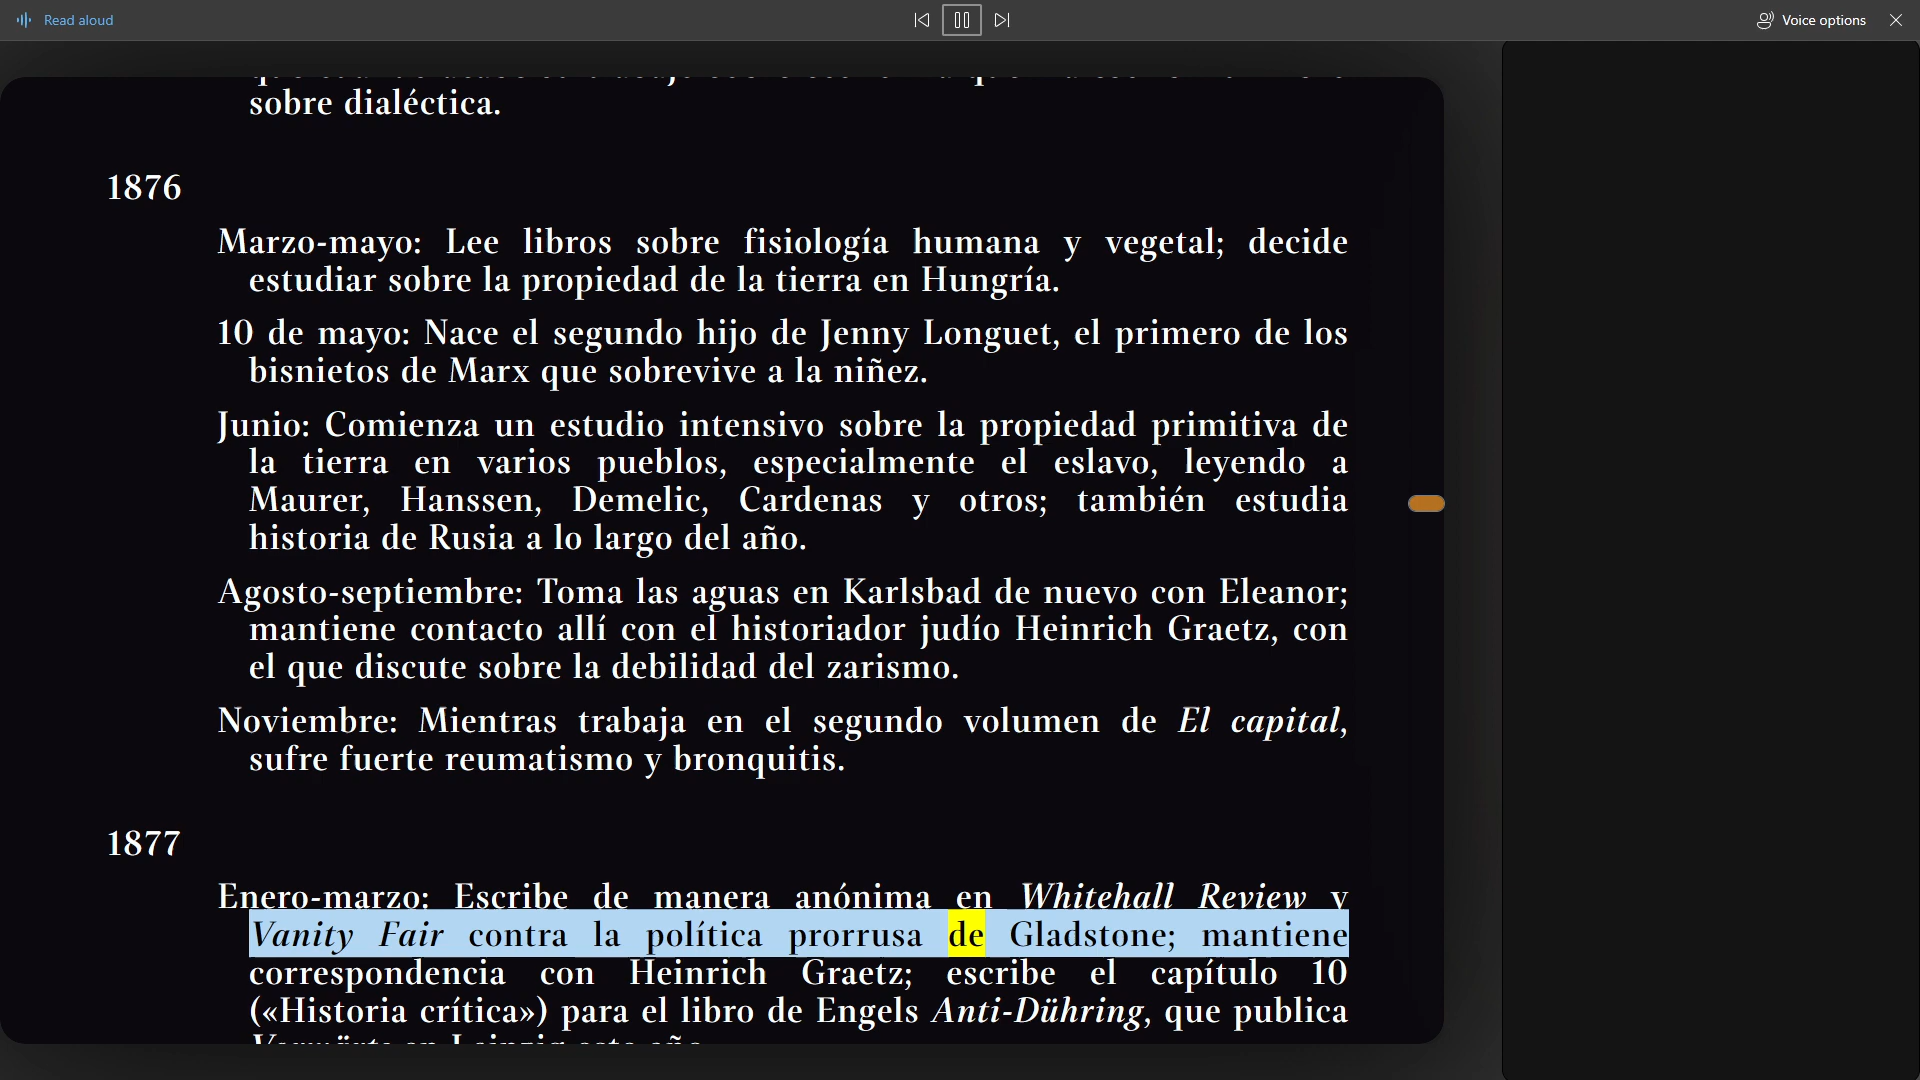 Read aloud
Voice options
sobre dialéctica.
1876
Marzo-mayo: Lee libros sobre fisiología humana y vegetal; decide
estudiar sobre la propiedad de la tierra en Hungría.
10 de mayo: Nace el segundo hijo de Jenny Longuet, el primero de los
bisnietos de Marx que sobrevive a la niñez.
Junio: Comienza un estudio intensivo sobre la propiedad primitiva de
la tierra en varios pueblos, especialmente el eslavo, leyendo a
Maurer, Hanssen, Demelic, Cardenas y otros; también estudia
historia de Rusia a lo largo del año.
Agosto-septiembre: Toma las aguas en Karlsbad de nuevo con Eleanor;
mantiene contacto allí con el historiador judío Heinrich Graetz, con
el que discute sobre la debilidad del zarismo.
Noviembre: Mientras trabaja en el segundo volumen de El capital,
sufre fuerte reumatismo y bronquitis.
1877
Enero-marzo: Escribe de manera anónima en Whitehall Review y
Vanity Fair contra la política prorrusa de Gladstone; mantiene
correspondencia con Heinrich Graetz; escribe el capítulo 10
(«Historia crítica») para el libro de Engels Anti-Dühring, que publica
Vorwärts en Leipzig este año.